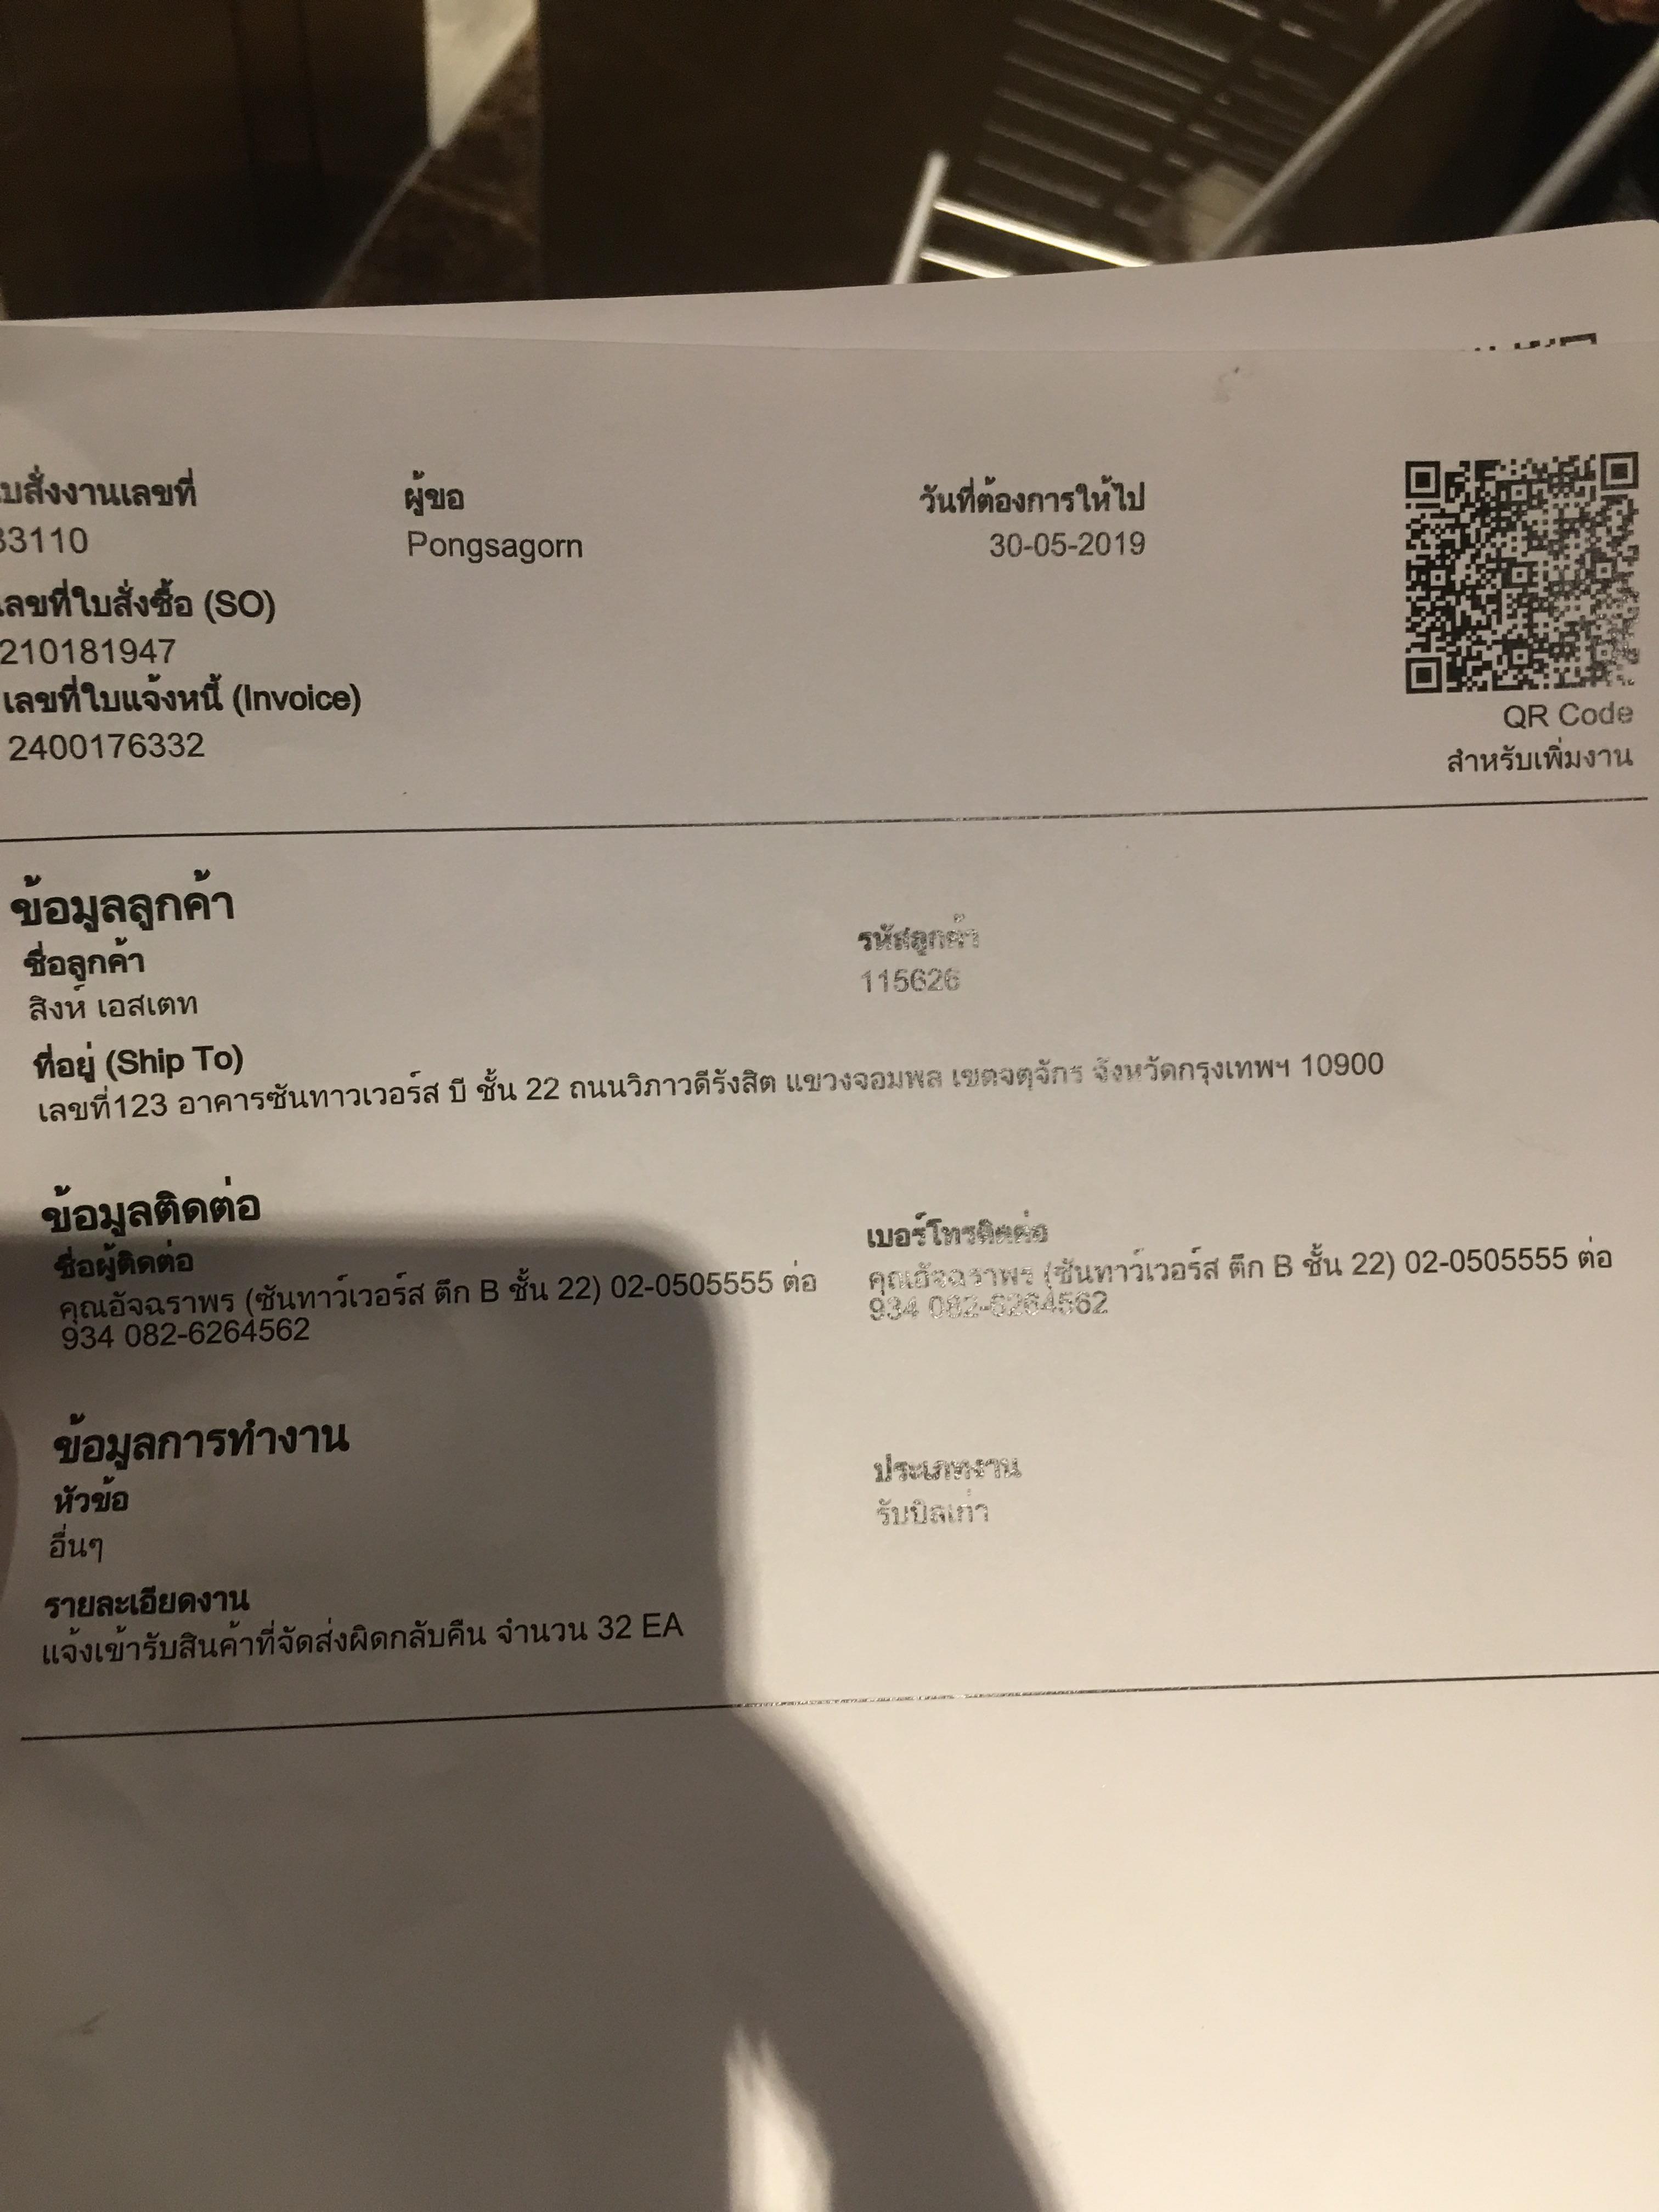 บสั่งงานเลขที่
33110
ผู้ขอ
Pongsagorn
วันที่ต้องการให้ไป
30-05-2019
เลขที่ใบสั่งซื้อ (SO)
210181947
เลขที่ใบแจ้งหนี้ (Invoice)
2400176332
QR Code
สำหรับเพิ่มงาน
ข้อมูลลูกค้า
ชื่อลูกค้า
สิงห์ เอสเตท
รหัสลูกค้า
115626
ที่อยู่ (Ship To)
เลขที่123 อาคารซันทาวเวอร์ส บี ชั้น 22 ถนนวิภาวดีรังสิต แขวงจอมพล เขตจตุจักร จังหวัดกรุงเทพฯ 10900
ข้อมูลติดต่อ
ชื่อผู้ติดต่อ
คุณอัจฉราพร (ซันทาว์เวอร์ส ตึก B ชั้น 22) 02-0505555 ต่อ
934 082-6264562
เบอร์โทรติดต่อ
คุณอัจฉราพร (ซันทาว์เวอร์ส ตึก B ชั้น 22) 02-0505555 ต่อ
934 082-6264562
ข้อมูลการทำงาน
หัวข้อ
อื่นๆ
ประเภทงาน
รับบิลเก่า
รายละเอียดงาน
แจ้งเข้ารับสินค้าที่จัดส่งผิดกลับคืน จำนวน 32 EA